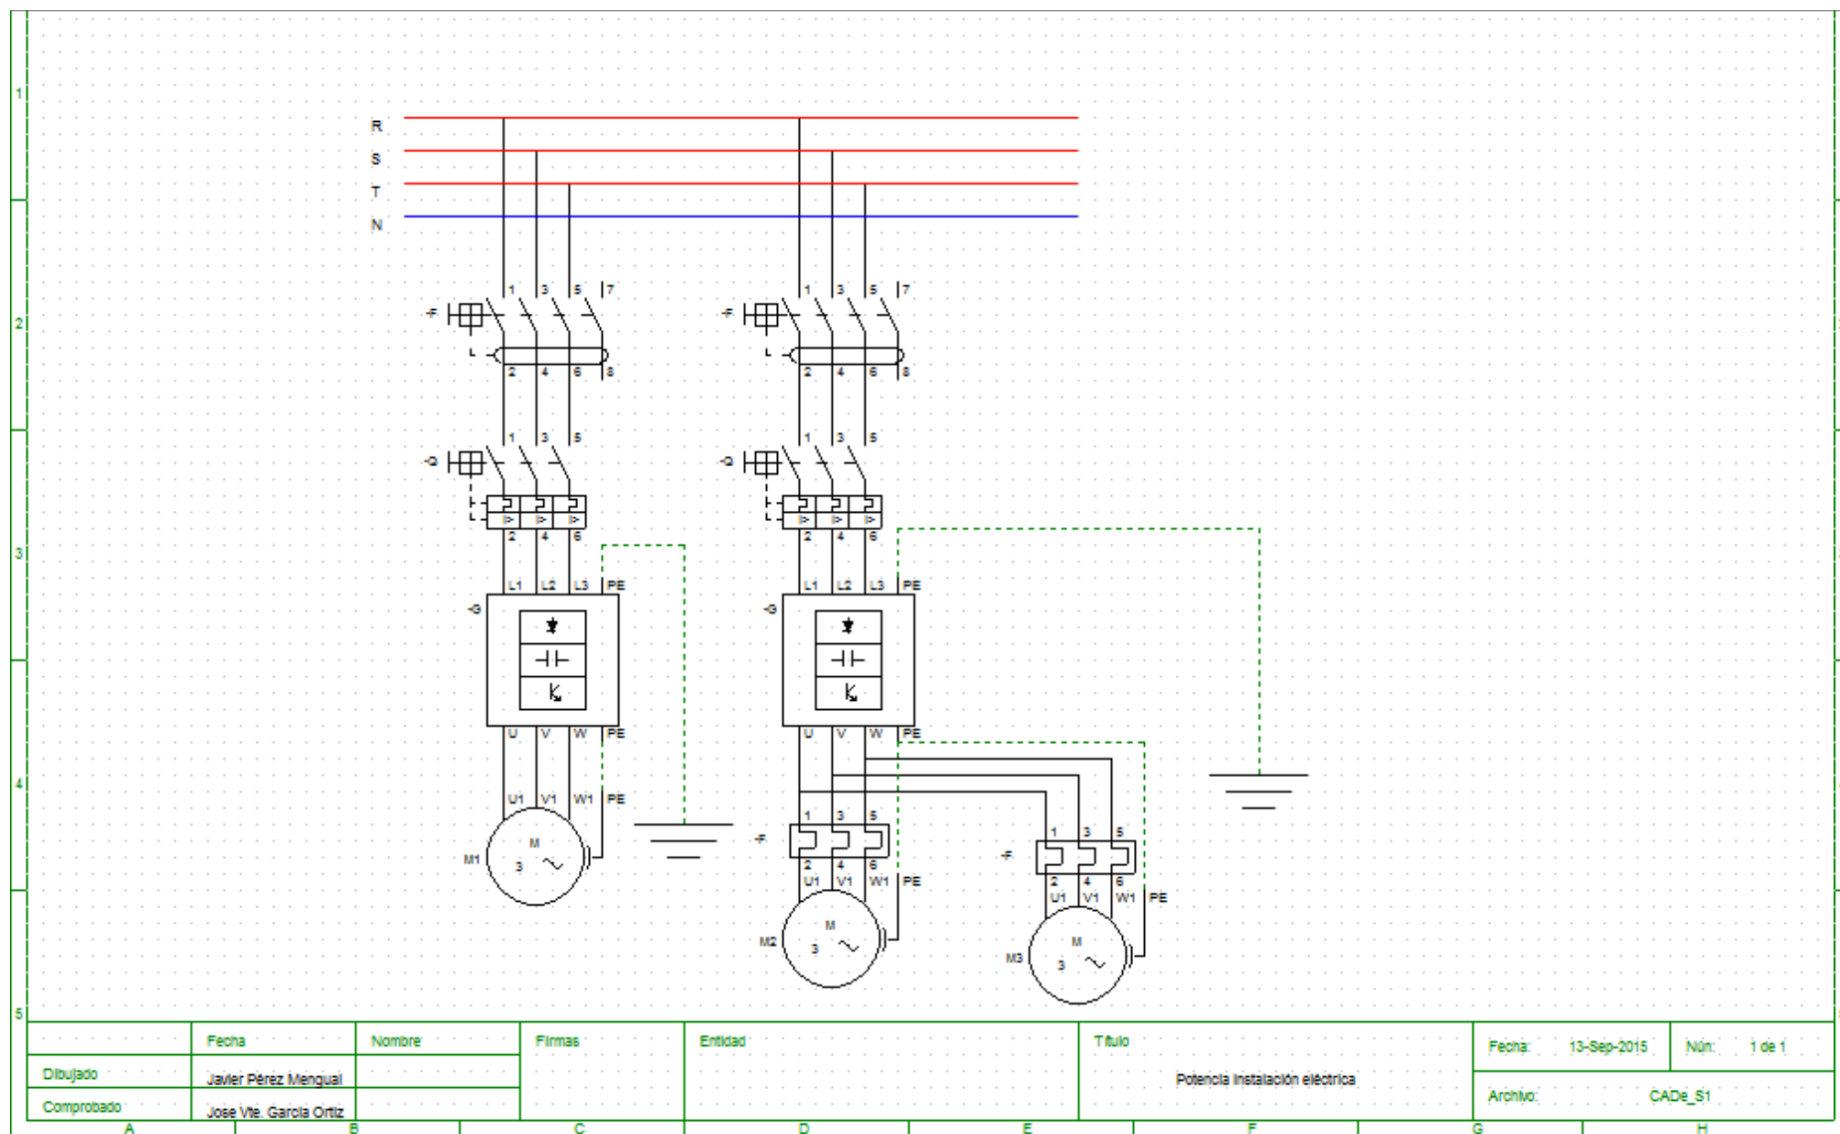 1
R
S
T
N
1 3 5 7 1 3 5 7
-F -F
2
2 4 6 8 2 4 6 8
1 3 5 1 3 5
-Q -Q
I> I> I> I> I> I>
2 4 6 2 4 6
3
L1 L2 L3 PE L1 L2 L3 PE
-G -G
U V W PE U V W PE
4
U1 V1 W1 PE
1 3 5
1 3 5
-F
-F
M
M1
3
2 4 6
2 4 6
U1 V1 W1 PE
U1 V1 W1 PE
M
M2
3
M
M3
3
5
Fecha Nombre Firmas Entidad Título Fecha: 13-Sep-2015 Nún: 1 de 1
Dibujado Javier Pérez Mengual
Potencia Instalación eléctrica
Archivo: CADe_S1
Comprobado Jose Vte. García Ortiz
A B C D E F G H